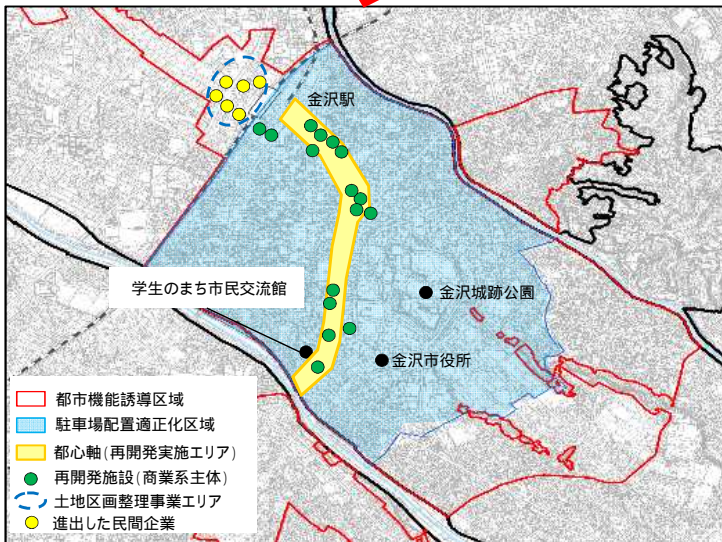 金沢駅
学生のまち市民交流館
金沢城跡公園
金沢市役所
都市機能誘導区域
駐車場配置適正化区域
都心軸(再開発実施エリア)
再開発施設(商業系主体)
土地区画整理事業エリア
進出した民間企業